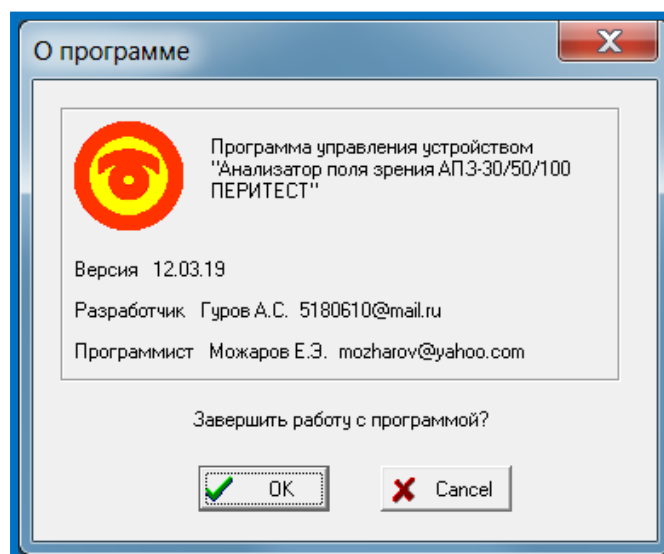 О программе
Программа управления устройством
"Анализатор поля зрения АПЗ-30/50/100
ПЕРИТЕСТ"
Версия 12.03.19
Разработчик Гуров А.С. 5180610@mail.ru
Программист Можаров Е.Э. mozharov@yahoo.com
Завершить работу с программой?
OK
Cancel